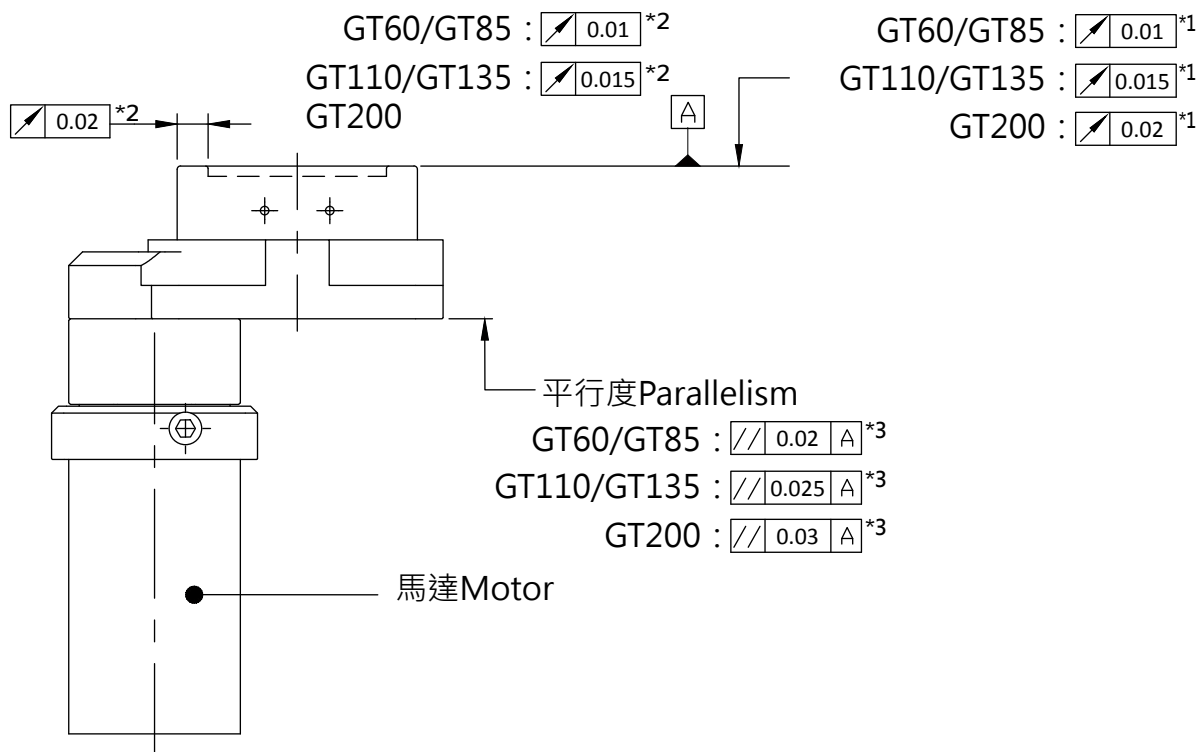 GT60/GT85 : 0.01 *2
GT110/GT135 : 0.015 *2
GT200
0.02 *2
A
GT60/GT85 : 0.01 *1
GT110/GT135 : 0.015 *1
GT200 : 0.02 *1
平行度Parallelism
GT60/GT85 : // 0.02 A *3
GT110/GT135 : // 0.025 A *3
GT200 : // 0.03 A *3
馬達Motor